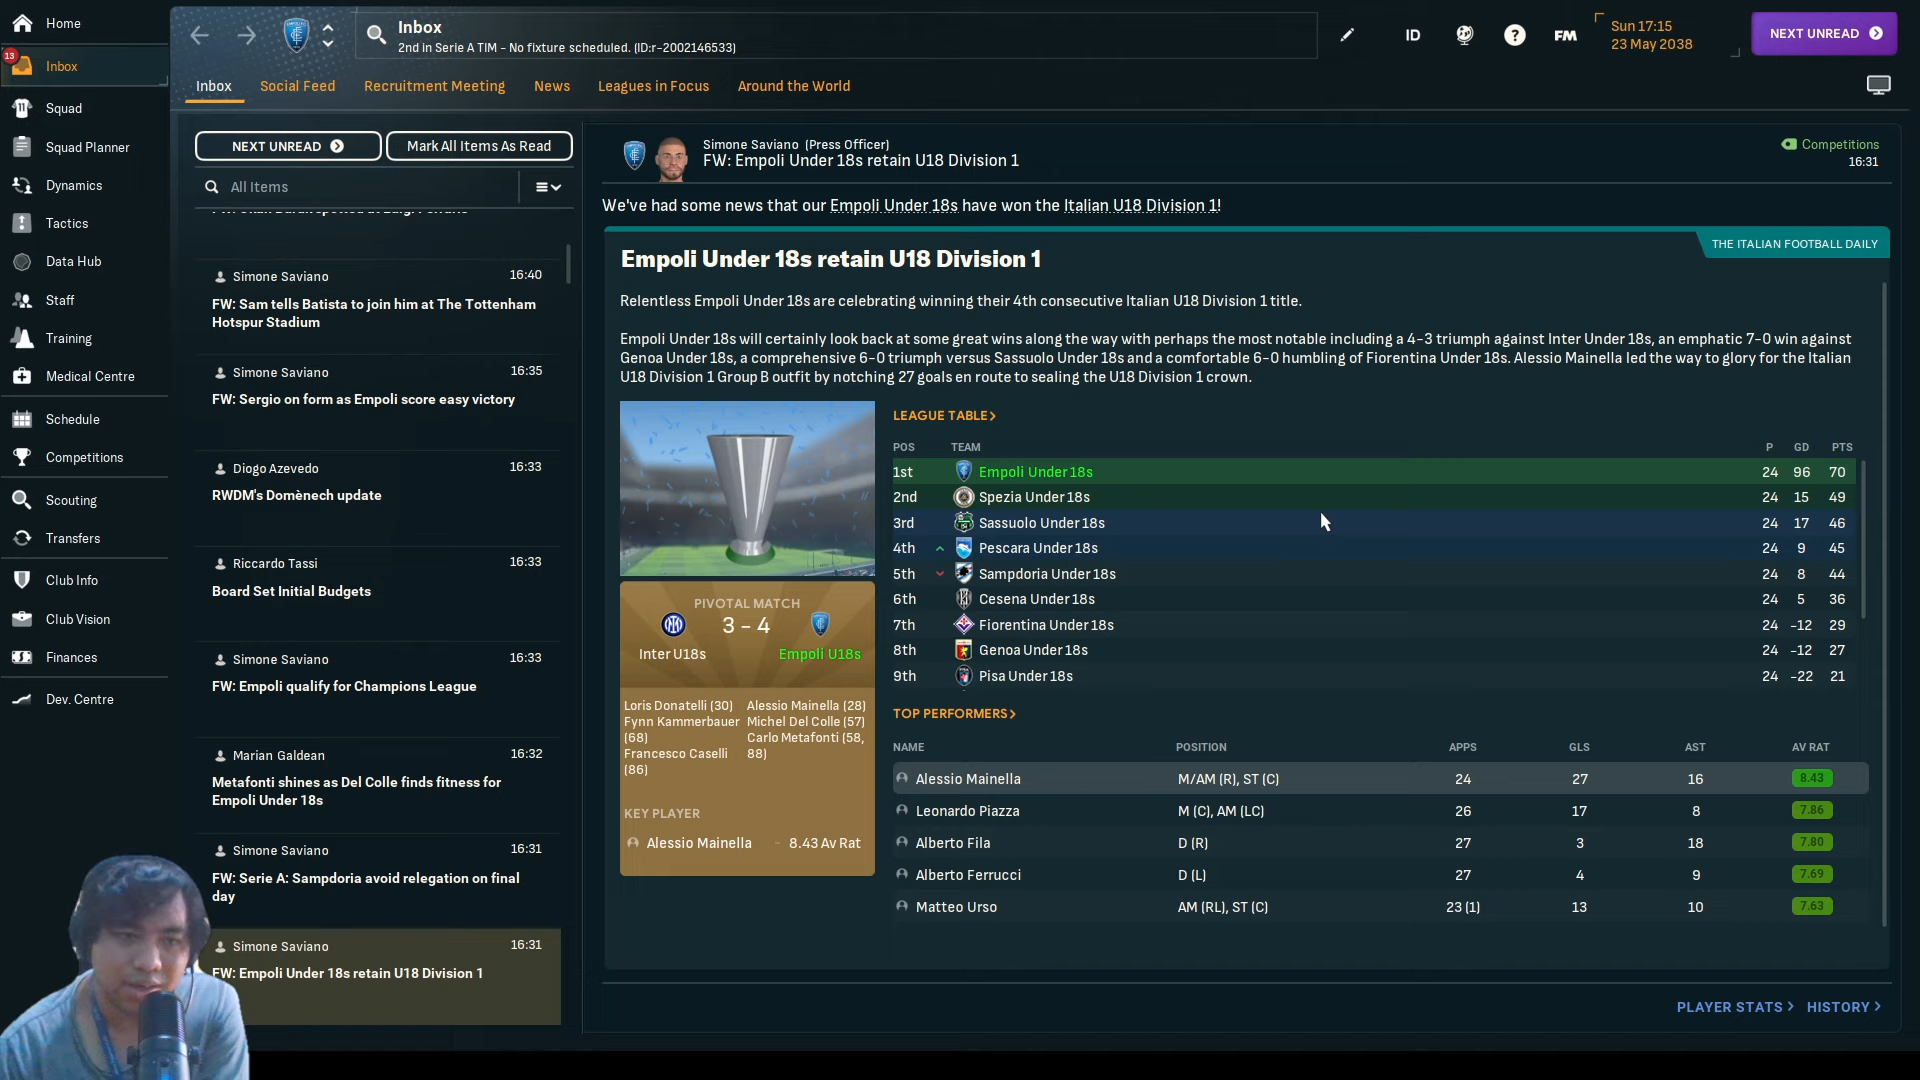 Home
13
Inbox
Squad
Squad Planner
Dynamics
Tactics
Data Hub
Staff
Training
Medical Centre
Schedule
Competitions
Scouting
Transfers
Club Info
Club Vision
Finances
Dev. Centre
Inbox
2nd in Serie A TIM - No fixture scheduled. (ID:r-2002146533)
ID
?
FM
Sun 17:15
23 May 2038
NEXT UNREAD
Inbox
Social Feed
Recruitment Meeting
News
Leagues in Focus
Around the World
NEXT UNREAD
Mark All Items As Read
All Items
Simone Saviano 16:40
FW: Sam tells Batista to join him at The Tottenham
Hotspur Stadium
Simone Saviano 16:35
FW: Sergio on form as Empoli score easy victory
Diogo Azevedo 16:33
RWDM's Domènech update
Riccardo Tassi 16:33
Board Set Initial Budgets
Simone Saviano 16:33
FW: Empoli qualify for Champions League
Marian Galdean 16:32
Metafonti shines as Del Colle finds fitness for
Empoli Under 18s
Simone Saviano 16:31
FW: Serie A: Sampdoria avoid relegation on final
day
Simone Saviano 16:31
FW: Empoli Under 18s retain U18 Division 1
Simone Saviano (Press Officer)
FW: Empoli Under 18s retain U18 Division 1
Competitions
16:31
We've had some news that our Empoli Under 18s have won the Italian U18 Division 1!
THE ITALIAN FOOTBALL DAILY
Empoli Under 18s retain U18 Division 1
Relentless Empoli Under 18s are celebrating winning their 4th consecutive Italian U18 Division 1 title.
Empoli Under 18s will certainly look back at some great wins along the way with perhaps the most notable including a 4-3 triumph against Inter Under 18s, an emphatic 7-0 win against
Genoa Under 18s, a comprehensive 6-0 triumph versus Sassuolo Under 18s and a comfortable 6-0 humbling of Fiorentina Under 18s. Alessio Mainella led the way to glory for the Italian
U18 Division 1 Group B outfit by notching 27 goals en route to sealing the U18 Division 1 crown.
PIVOTAL MATCH
3 - 4
Inter U18s Empoli U18s
Loris Donatelli (30)
Fynn Kammerbauer
(68)
Francesco Caselli
(86)
Alessio Mainella (28)
Michel Del Colle (57)
Carlo Metafonti (58,
88)
KEY PLAYER
Alessio Mainella - 8.43 Av Rat
LEAGUE TABLE>
POS TEAM P GD PTS
1st Empoli Under 18s 24 96 70
2nd Spezia Under 18s 24 15 49
3rd Sassuolo Under 18s 24 17 46
4th Pescara Under 18s 24 9 45
5th Sampdoria Under 18s 24 8 44
6th Cesena Under 18s 24 5 36
7th Fiorentina Under 18s 24 -12 29
8th Genoa Under 18s 24 -12 27
9th Pisa Under 18s 24 -22 21
TOP PERFORMERS>
NAME POSITION APPS GLS AST AV RAT
Alessio Mainella M/AM (R), ST (C) 24 27 16 8.43
Leonardo Piazza M (C), AM (LC) 26 17 8 7.86
Alberto Fila D (R) 27 3 18 7.80
Alberto Ferrucci D (L) 27 4 9 7.69
Matteo Urso AM (RL), ST (C) 23 (1) 13 10 7.63
PLAYER STATS> HISTORY>